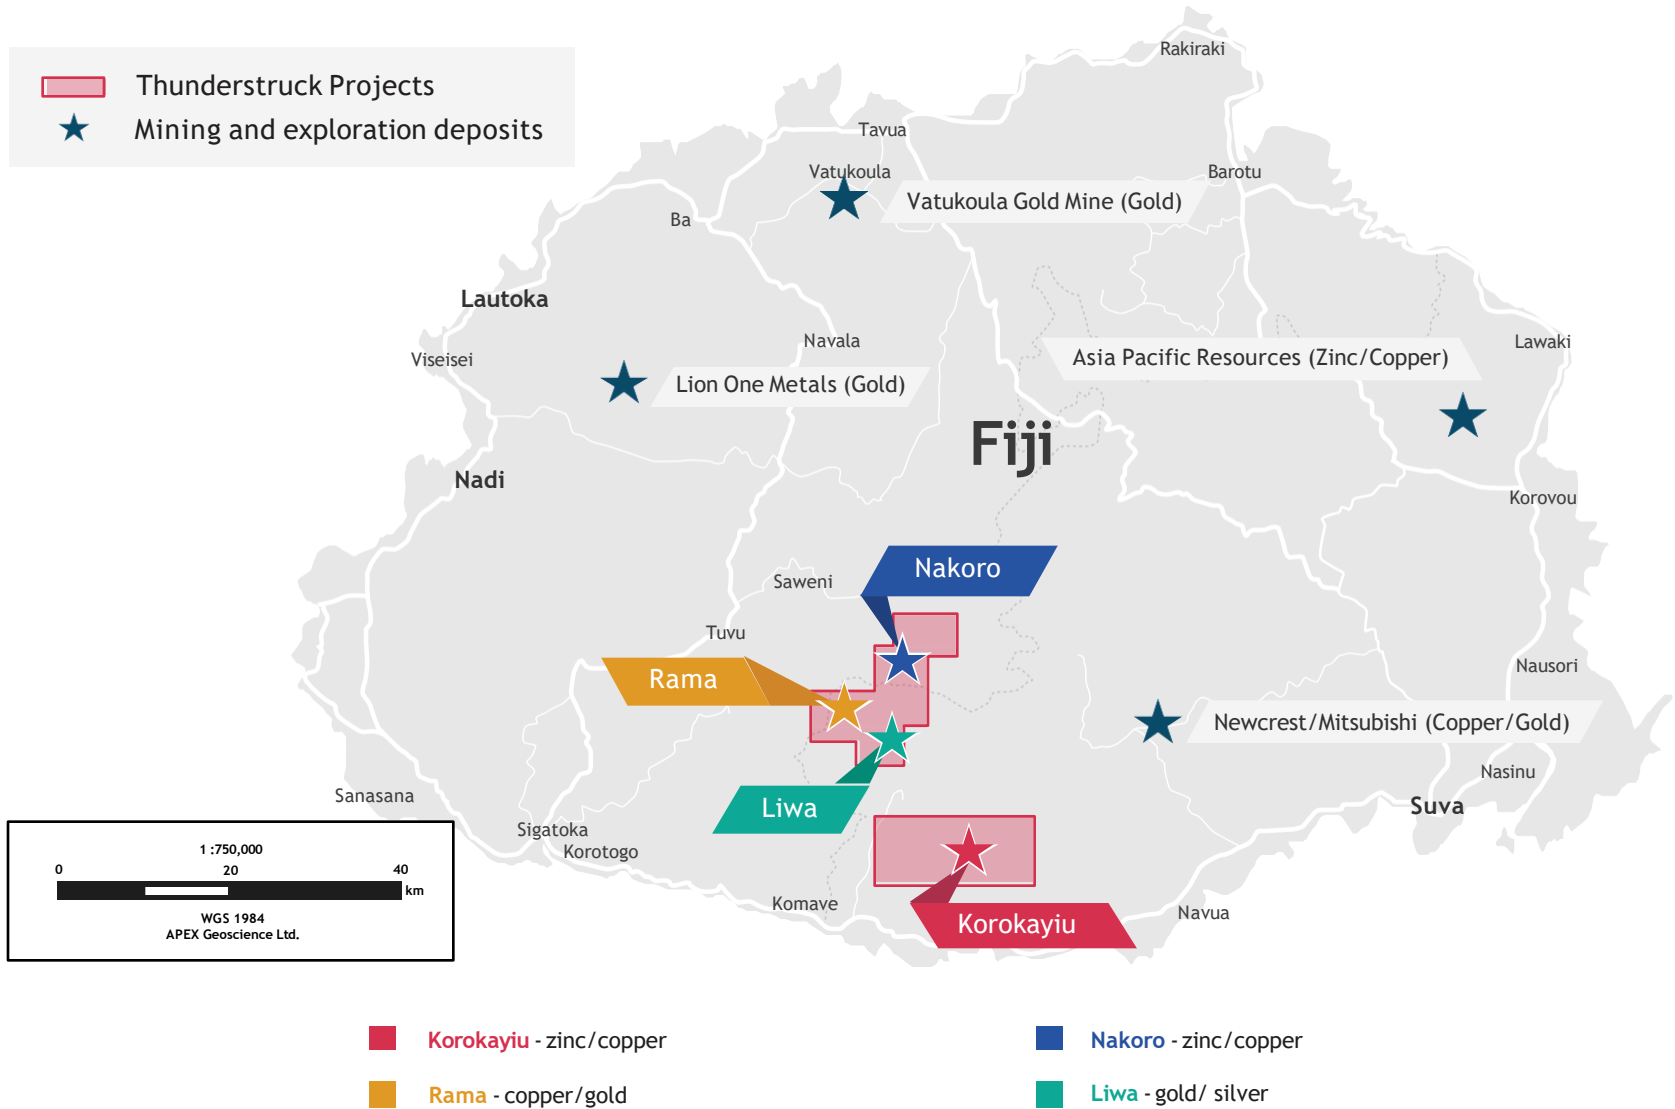 Rakiraki
Thunderstruck Projects
Mining and exploration deposits
Tavua
Vatukoula
Barotu
Vatukoula Gold Mine (Gold)
Ba
Lautoka
Navala
Lawaki
Viseisei
Asia Pacific Resources (Zinc/Copper)
Lion One Metals (Gold)
Fiji
Nadi
Korovou
Nakoro
Saweni
Tuvu
Nausori
Rama
Newcrest/Mitsubishi (Copper/Gold)
Nasinu
Sanasana
Liwa
Suva
Sigatoka
Korotogo
1 :750,000
0 20 40
km
WGS 1984
APEX Geoscience Ltd.
Komave
Navua
Korokayiu
Korokayiu - zinc/copper
Nakoro - zinc/copper
Rama - copper/gold
Liwa - gold/ silver